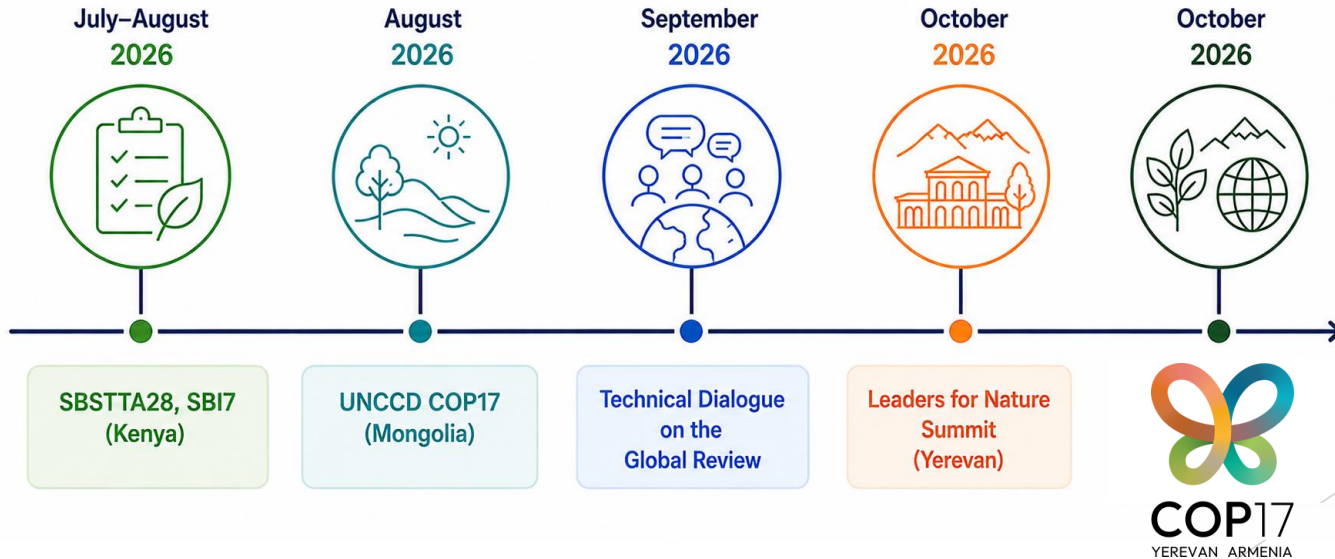 July–August
2026
August
2026
September
2026
October
2026
October
2026
SBSTTA28, SBI7
(Kenya)
UNCCD COP17
(Mongolia)
Technical Dialogue
on the
Global Review
Leaders for Nature
Summit
(Yerevan)
COP17
YEREVAN ARMENIA